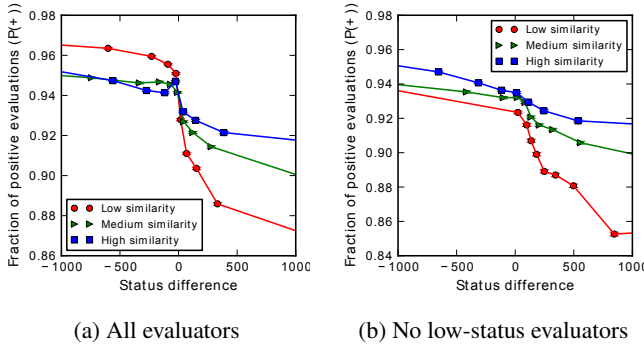 Fraction of positive evaluations (P(+))
0.98
0.96
0.94
0.92
0.90
0.88
0.86
Low similarity
Medium similarity
High similarity
−1000 −500 0 500 1000
Status difference
(a) All evaluators
Fraction of positive evaluations (P(+))
0.98
0.96
0.94
0.92
0.90
0.88
0.86
0.84
Low similarity
Medium similarity
High similarity
−1000 −500 0 500 1000
Status difference
(b) No low-status evaluators